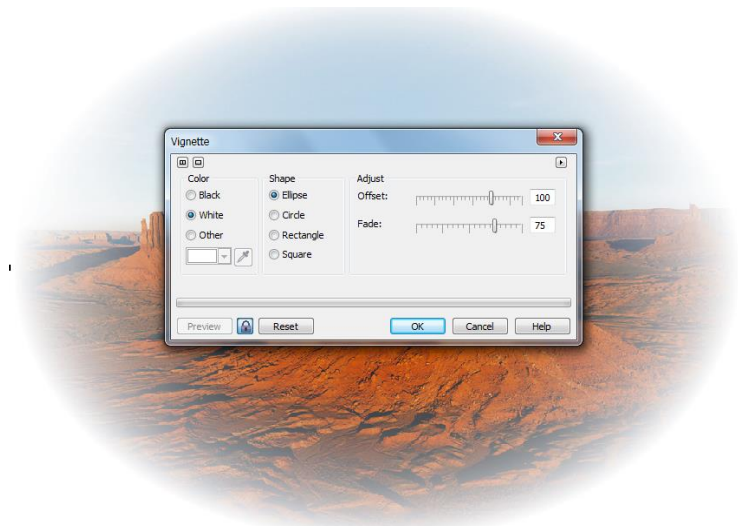 Vignette
Color
Black
White
Other
Shape
Ellipse
Circle
Rectangle
Square
Adjust
Offset: 100
Fade: 75
Preview Reset OK Cancel Help